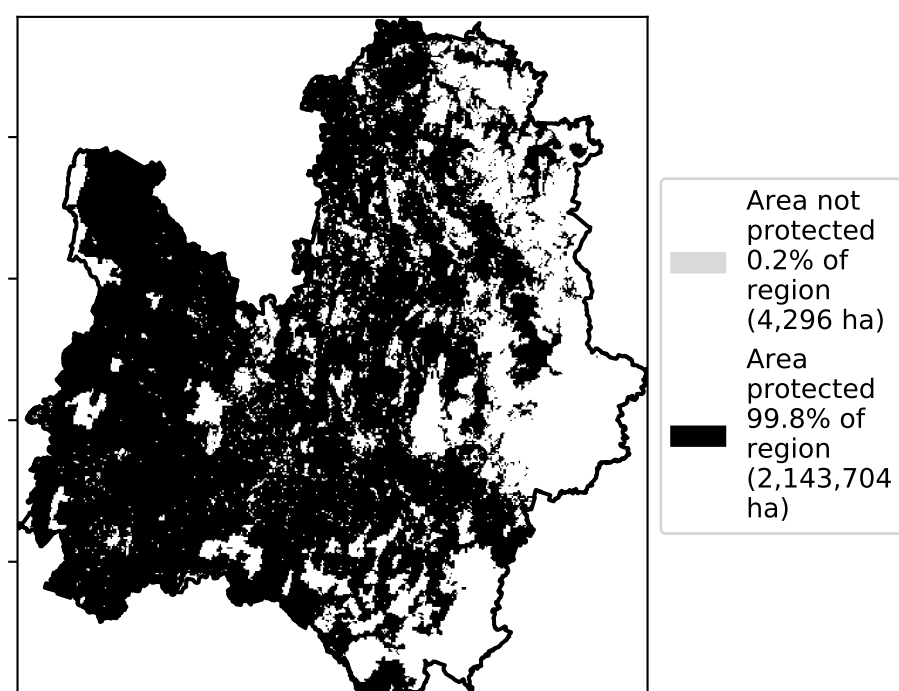 Area not
protected
0.2% of
region
(4,296 ha)
Area
protected
99.8% of
region
(2,143,704
ha)